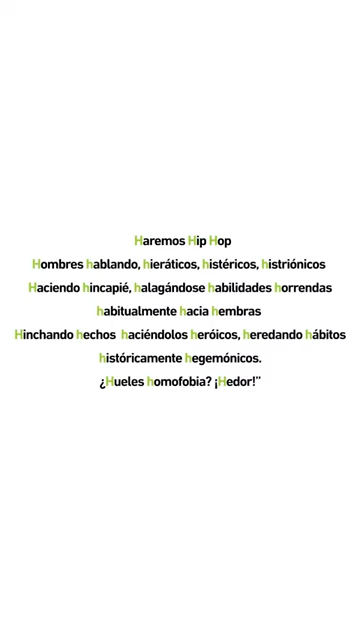 Haremos Hip Hop
Hombres hablando, hieráticos, histéricos, histriónicos
Haciendo hincapié, halagándose habilidades horrendas
habitualmente hacia hembras
Hinchando hechos  haciéndolos heróicos, heredando hábitos
históricamente hegemónicos.
¿Hueles homofobia? ¡Hedor!”